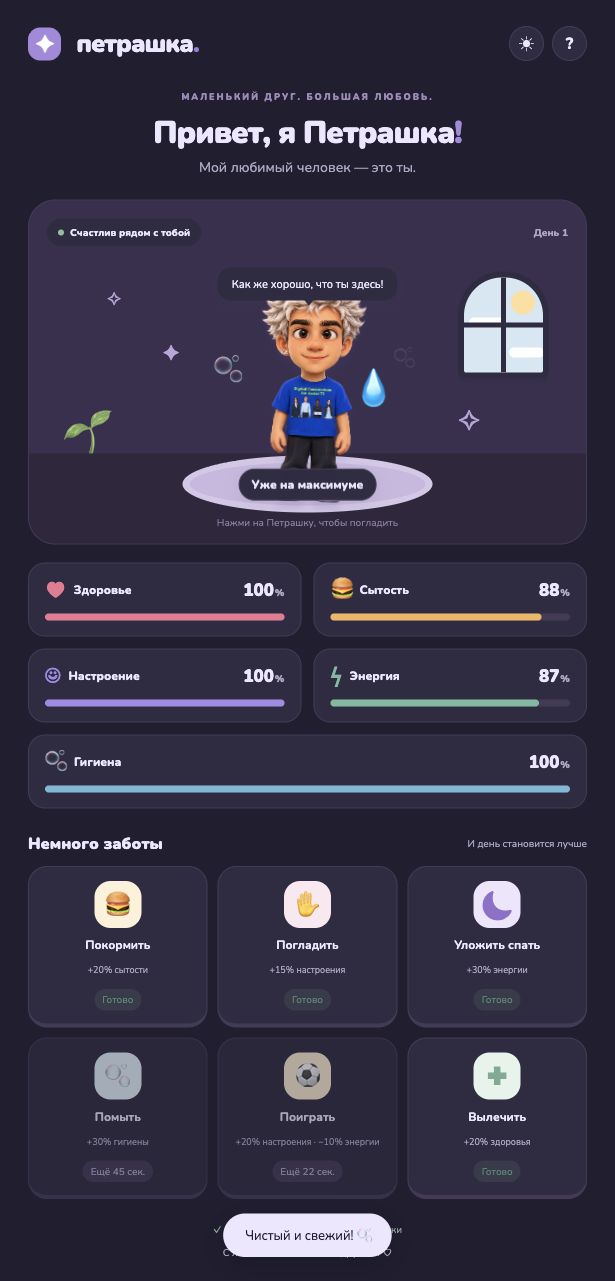 петрашка.
?
МАЛЕНЬКИЙ ДРУГ. БОЛЬШАЯ ЛЮБОВЬ.
Привет, я Петрашка!
Мой любимый человек — это ты.
Счастлив рядом с тобой
День 1
Как же хорошо, что ты здесь!
Уже на максимуме
Нажми на Петрашку, чтобы погладить
Здоровье 100%
Сытость 88%
Настроение 100%
Энергия 87%
Гигиена 100%
Немного заботы
И день становится лучше
Покормить
+20% сытости
Готово
Погладить
+15% настроения
Готово
Уложить спать
+30% энергии
Готово
Помыть
+30% гигиены
Ещё 45 сек.
Поиграть
+20% настроения · −10% энергии
Ещё 22 сек.
Вылечить
+20% здоровья
Готово
Чистый и свежий!